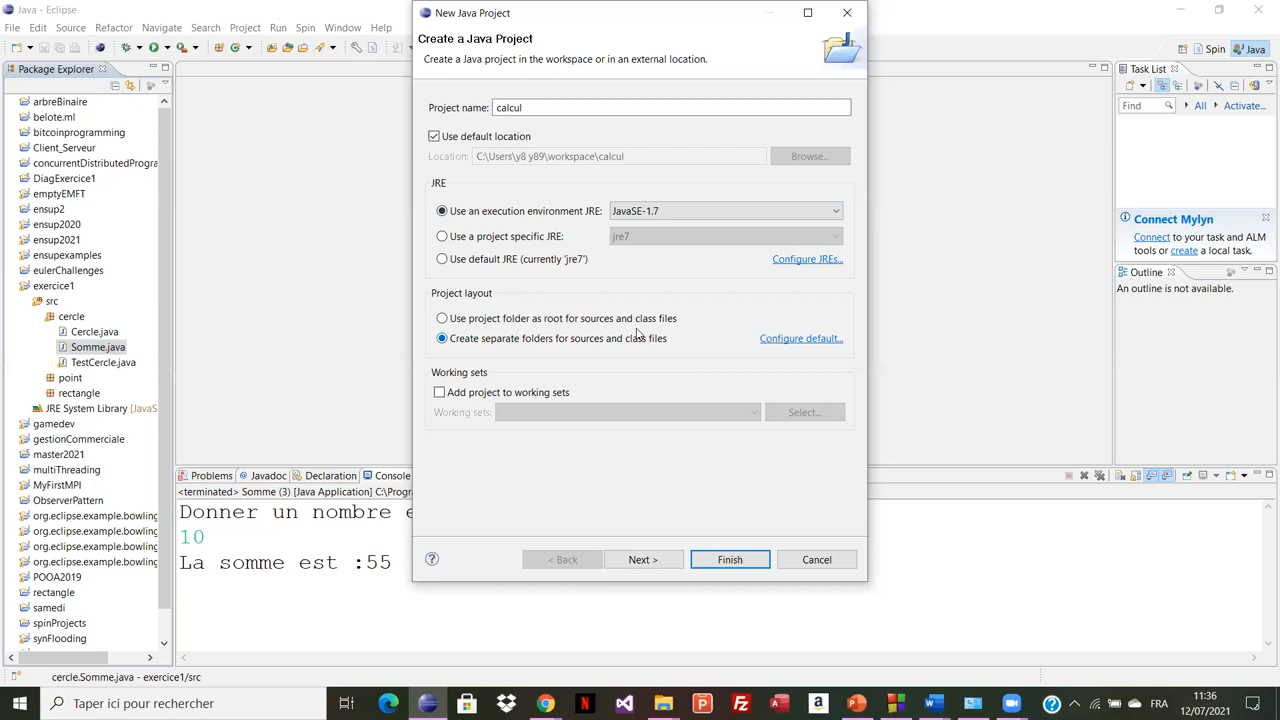 Java - Eclipse
File Edit Source Refactor Navigate Search Project Run Spin Window Help
Spin Java
Package Explorer
arbreBinaire
belote.ml
bitcoinprogramming
Client_Serveur
concurrentDistributedProgra
DiagExercice1
emptyEMFT
ensup2
ensup2020
ensup2021
ensupexamples
eulerChallenges
exercice1
src
cercle
Cercle.java
Somme.java
TestCercle.java
point
rectangle
JRE System Library [JavaS
gamedev
gestionCommerciale
master2021
multiThreading
MyFirstMPI
ObserverPattern
org.eclipse.example.bowling
org.eclipse.example.bowling
org.eclipse.example.bowling
org.eclipse.example.bowling
POOA2019
rectangle
samedi
spinProjects
synFlooding
New Java Project
Create a Java Project
Create a Java project in the workspace or in an external location.
Project name: calcul
Use default location
Location: C:\Users\y8 y89\workspace\calcul Browse...
JRE
Use an execution environment JRE: JavaSE-1.7
Use a project specific JRE: jre7
Use default JRE (currently 'jre7') Configure JREs...
Project layout
Use project folder as root for sources and class files
Create separate folders for sources and class files Configure default...
Working sets
Add project to working sets
Working sets: Select...
? < Back Next > Finish Cancel
Task List
Find All Activate...
Connect Mylyn
Connect to your task and ALM
tools or create a local task.
Outline
An outline is not available.
Problems @ Javadoc Declaration Console
<terminated> Somme (3) [Java Application] C:\Progr
Donner un nombre e
10
La somme est :55
cercle.Somme.java - exercice1/src
Taper ici pour rechercher
FRA
11:36
12/07/2021